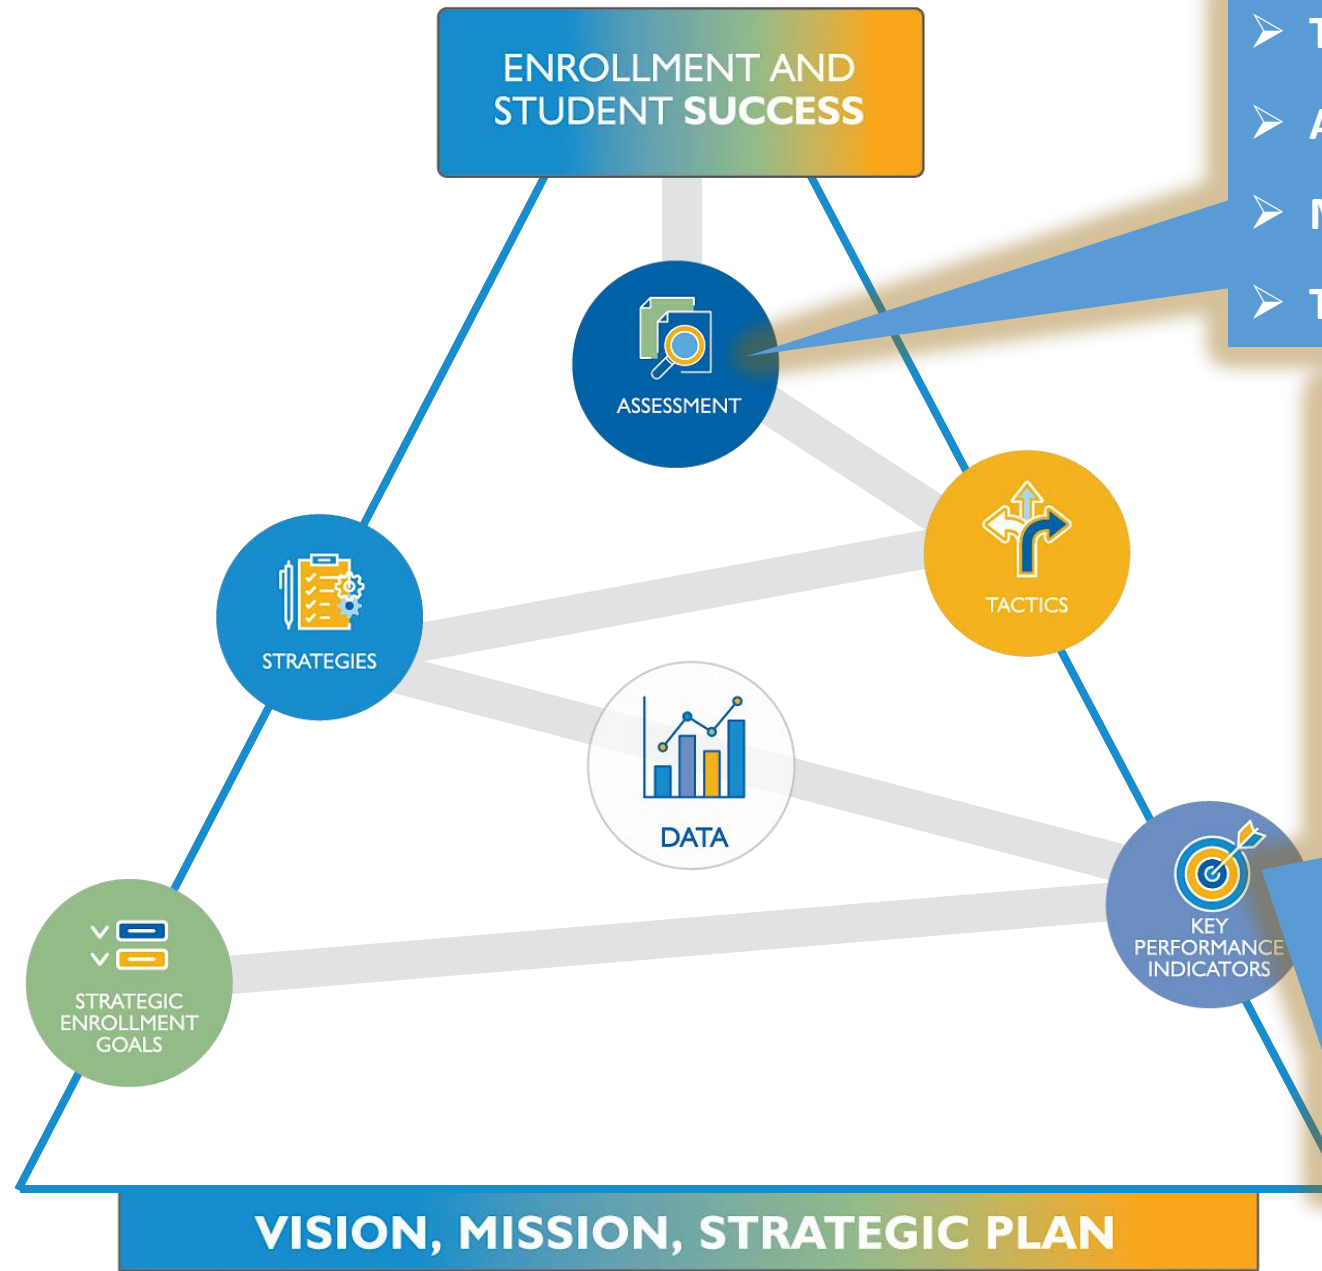 ENROLLMENT AND
STUDENT SUCCESS
ASSESSMENT
TACTICS
STRATEGIES
DATA
KEY
PERFORMANCE
INDICATORS
STRATEGIC
ENROLLMENT
GOALS
VISION, MISSION, STRATEGIC PLAN